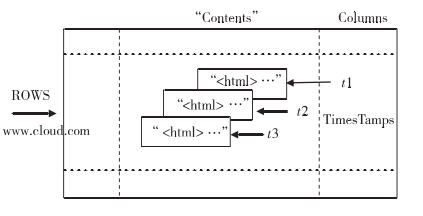 “Contents” Columns
“<html> ···” t1
ROWS “<html> ···” t2
www.cloud.com “ <html> ···” t3 TimesTamps